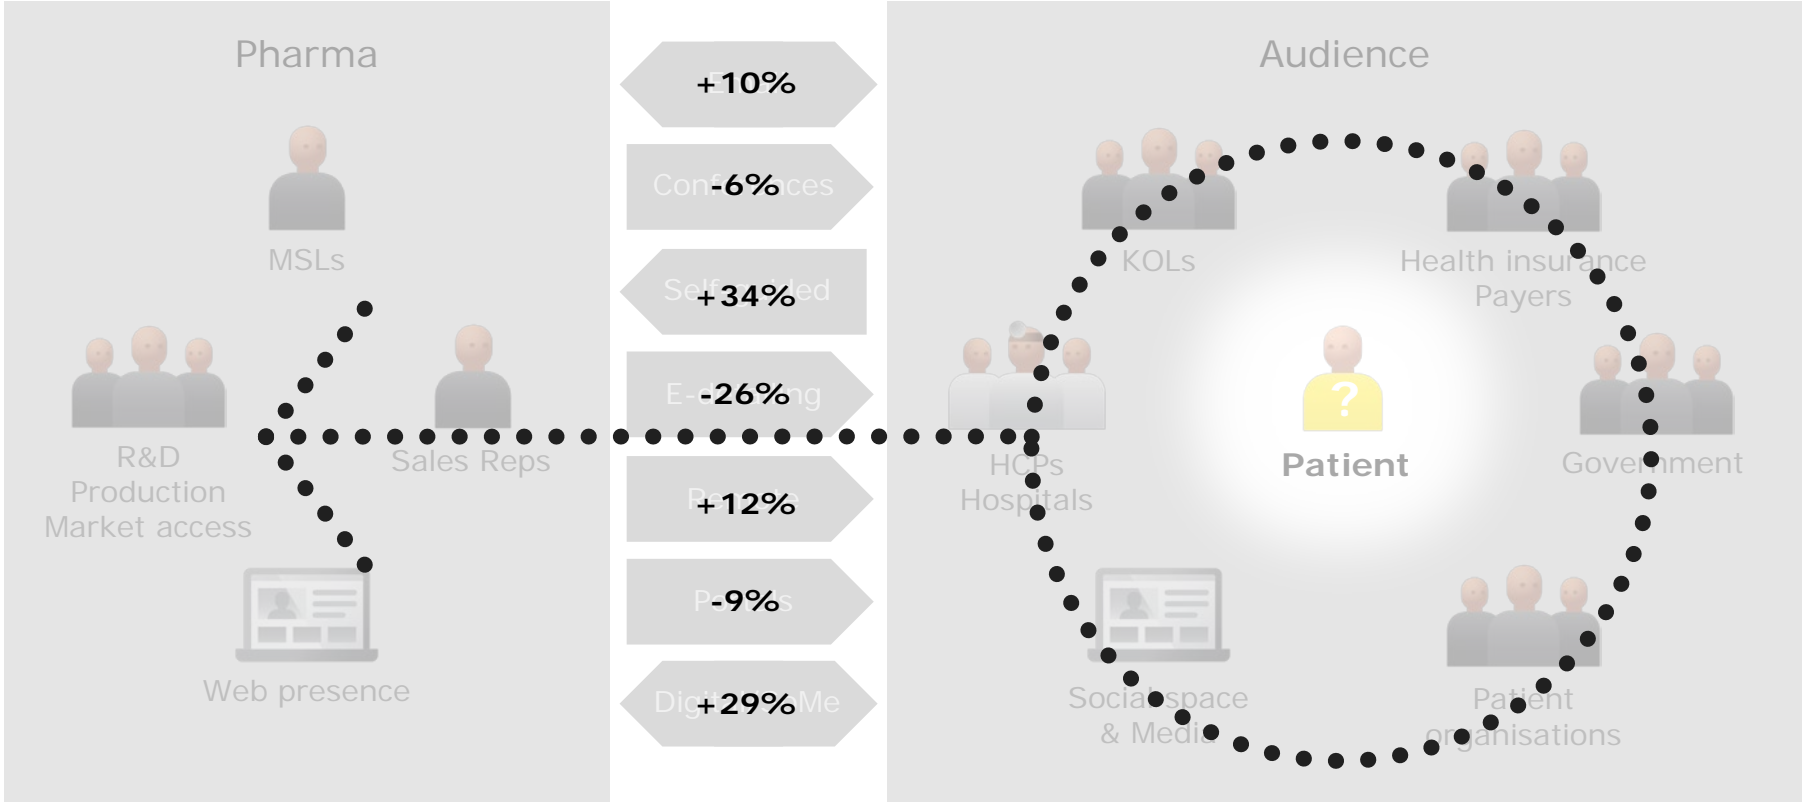 Pharma
Audience
+10%
-6%
+34%
-26%
+12%
-9%
+29%
MSLs
R&D
Production
Market access
Sales Reps
Web presence
KOLs
Health insurance
Payers
HCPs
Hospitals
?
Patient
Government
Social space
& Media
Patient
organisations